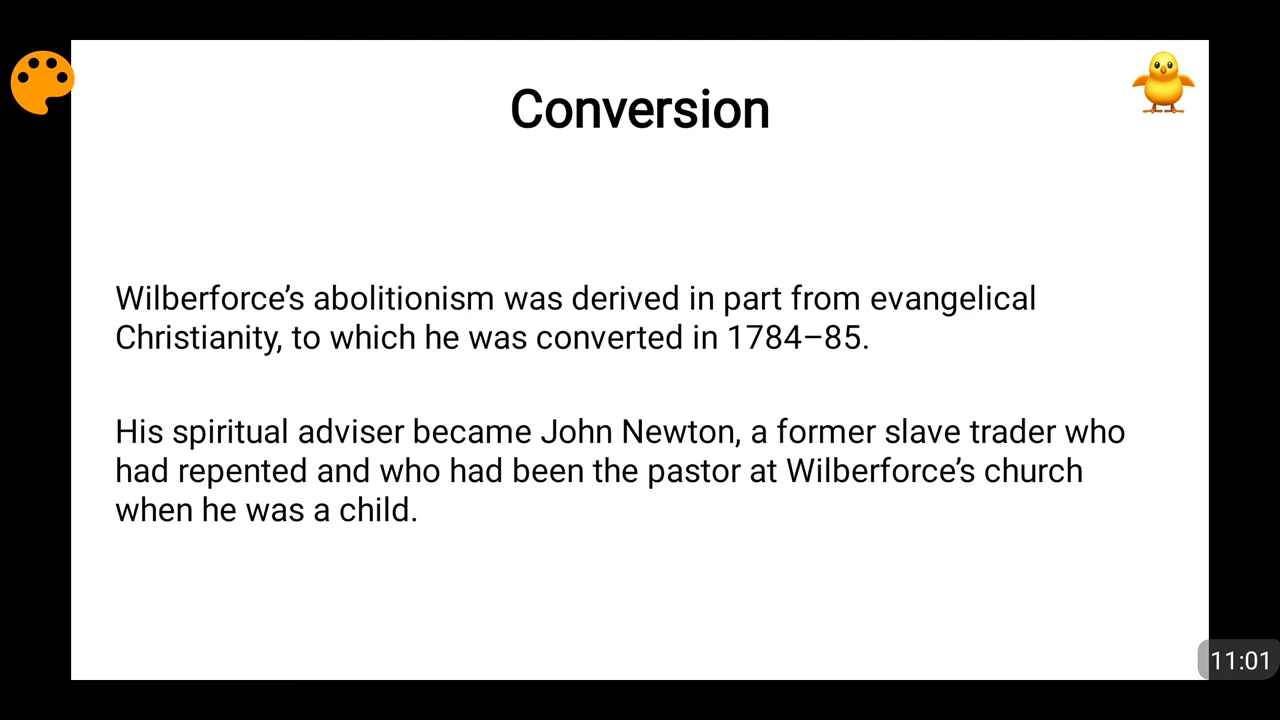 Conversion
Wilberforce’s abolitionism was derived in part from evangelical
Christianity, to which he was converted in 1784–85.
His spiritual adviser became John Newton, a former slave trader who
had repented and who had been the pastor at Wilberforce’s church
when he was a child.
11:01